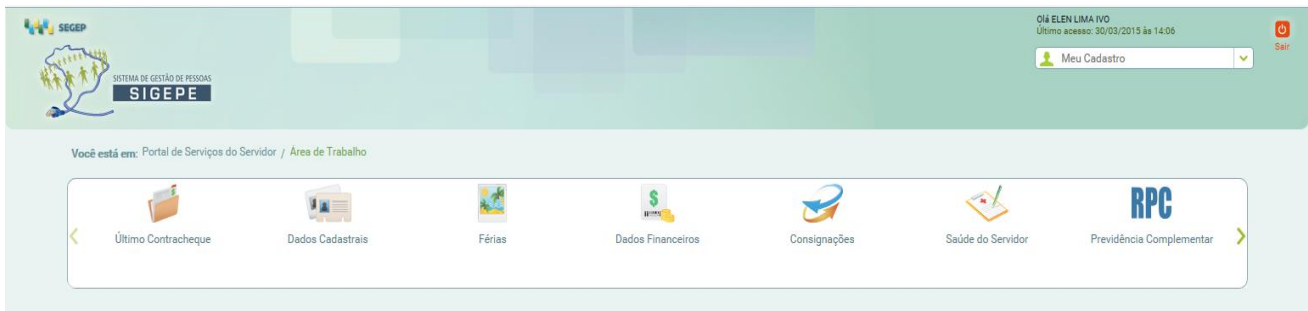 SEGEP
Olá ELEN LIMA IVO
Último acesso: 30/03/2015 às 14:06
Meu Cadastro
Sair
SISTEMA DE GESTÃO DE PESSOAS
SIGEPE
Você está em: Portal de Serviços do Servidor / Área de Trabalho
$
RPC
Último Contracheque
Dados Cadastrais
Férias
Dados Financeiros
Consignações
Saúde do Servidor
Previdência Complementar